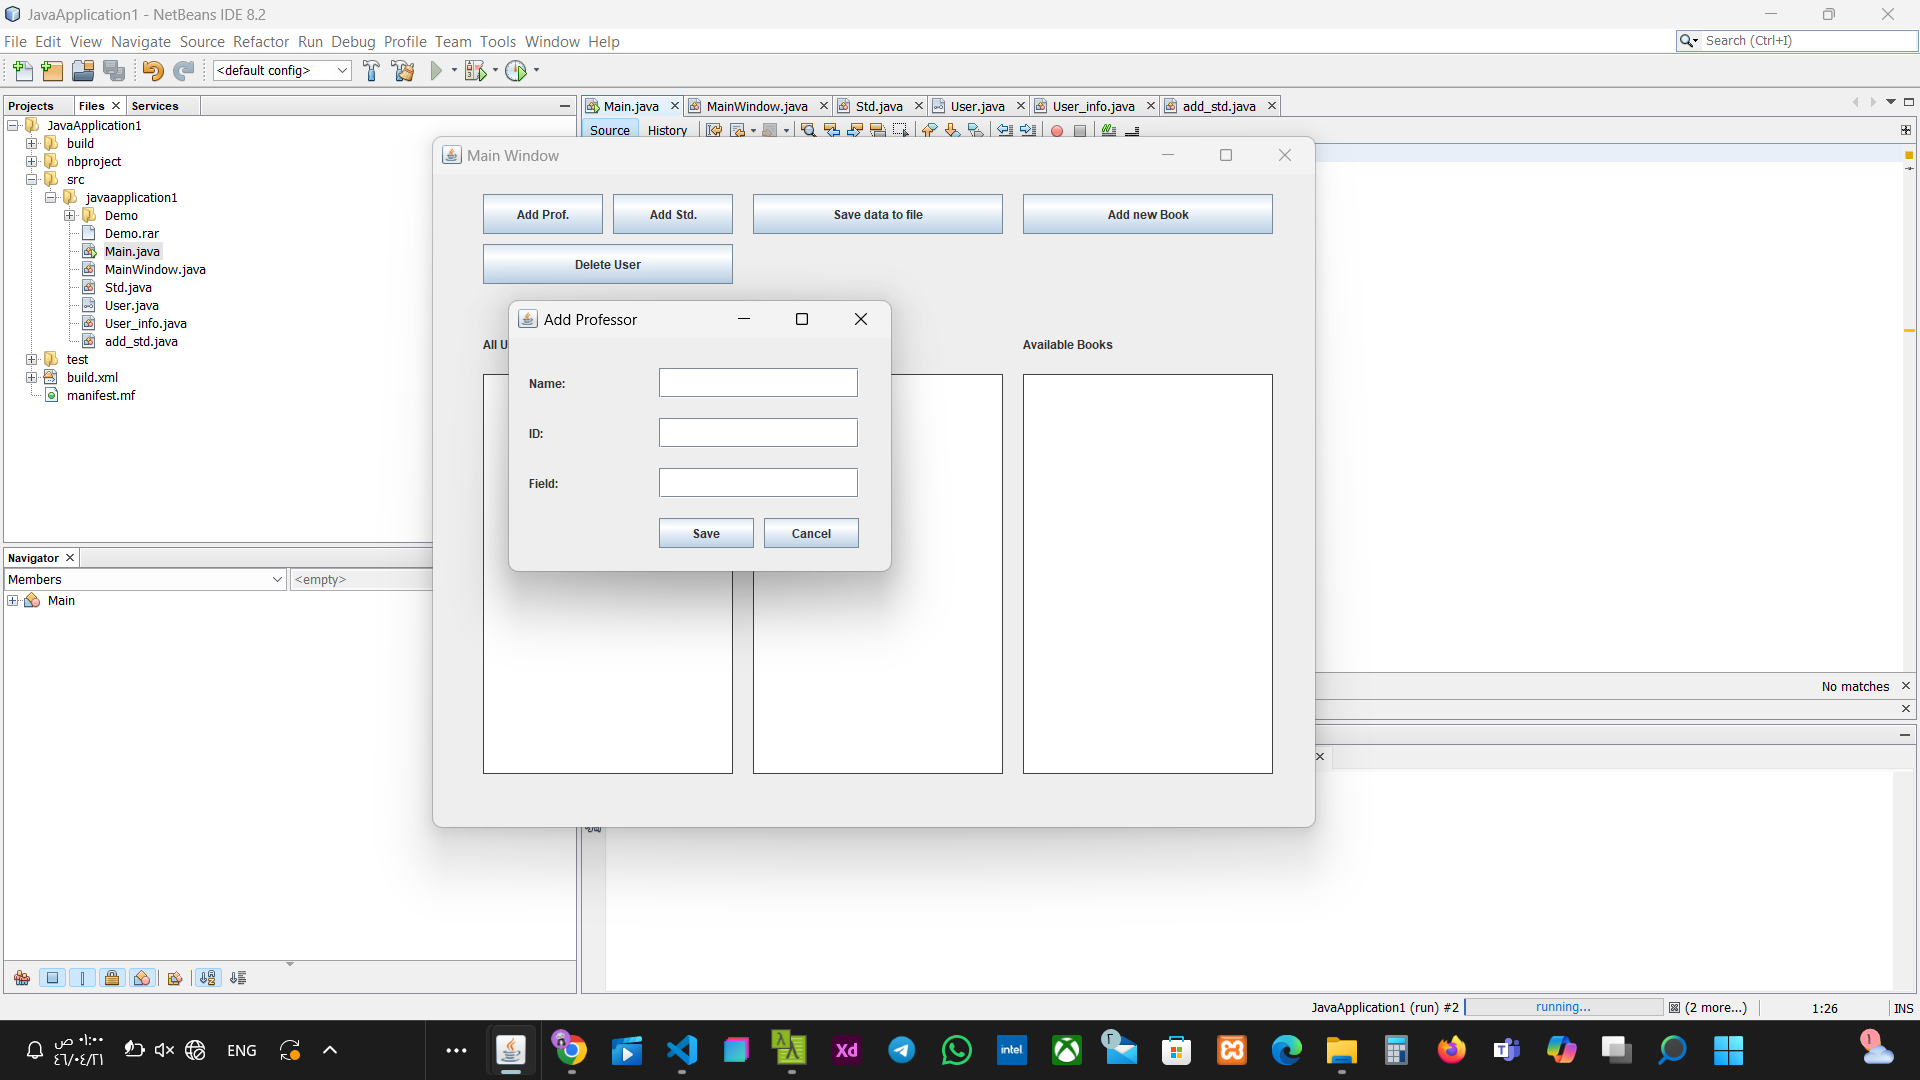 JavaApplication1 - NetBeans IDE 8.2
File Edit View Navigate Source Refactor Run Debug Profile Team Tools Window Help
Search (Ctrl+I)
<default config>
Projects Files Services
Main.java MainWindow.java Std.java User.java User_info.java add_std.java
Source History
JavaApplication1
build
nbproject
src
javaapplication1
Demo
Demo.rar
Main.java
MainWindow.java
Std.java
User.java
User_info.java
add_std.java
test
build.xml
manifest.mf
Main Window
Add Prof. Add Std. Save data to file Add new Book
Delete User
All U
Available Books
Add Professor
Name:
ID:
Field:
Save Cancel
No matches
Navigator
Members <empty>
Main
JavaApplication1 (run) #2 running... (2 more...) 1:26 INS
ENG
Xd
intel
1